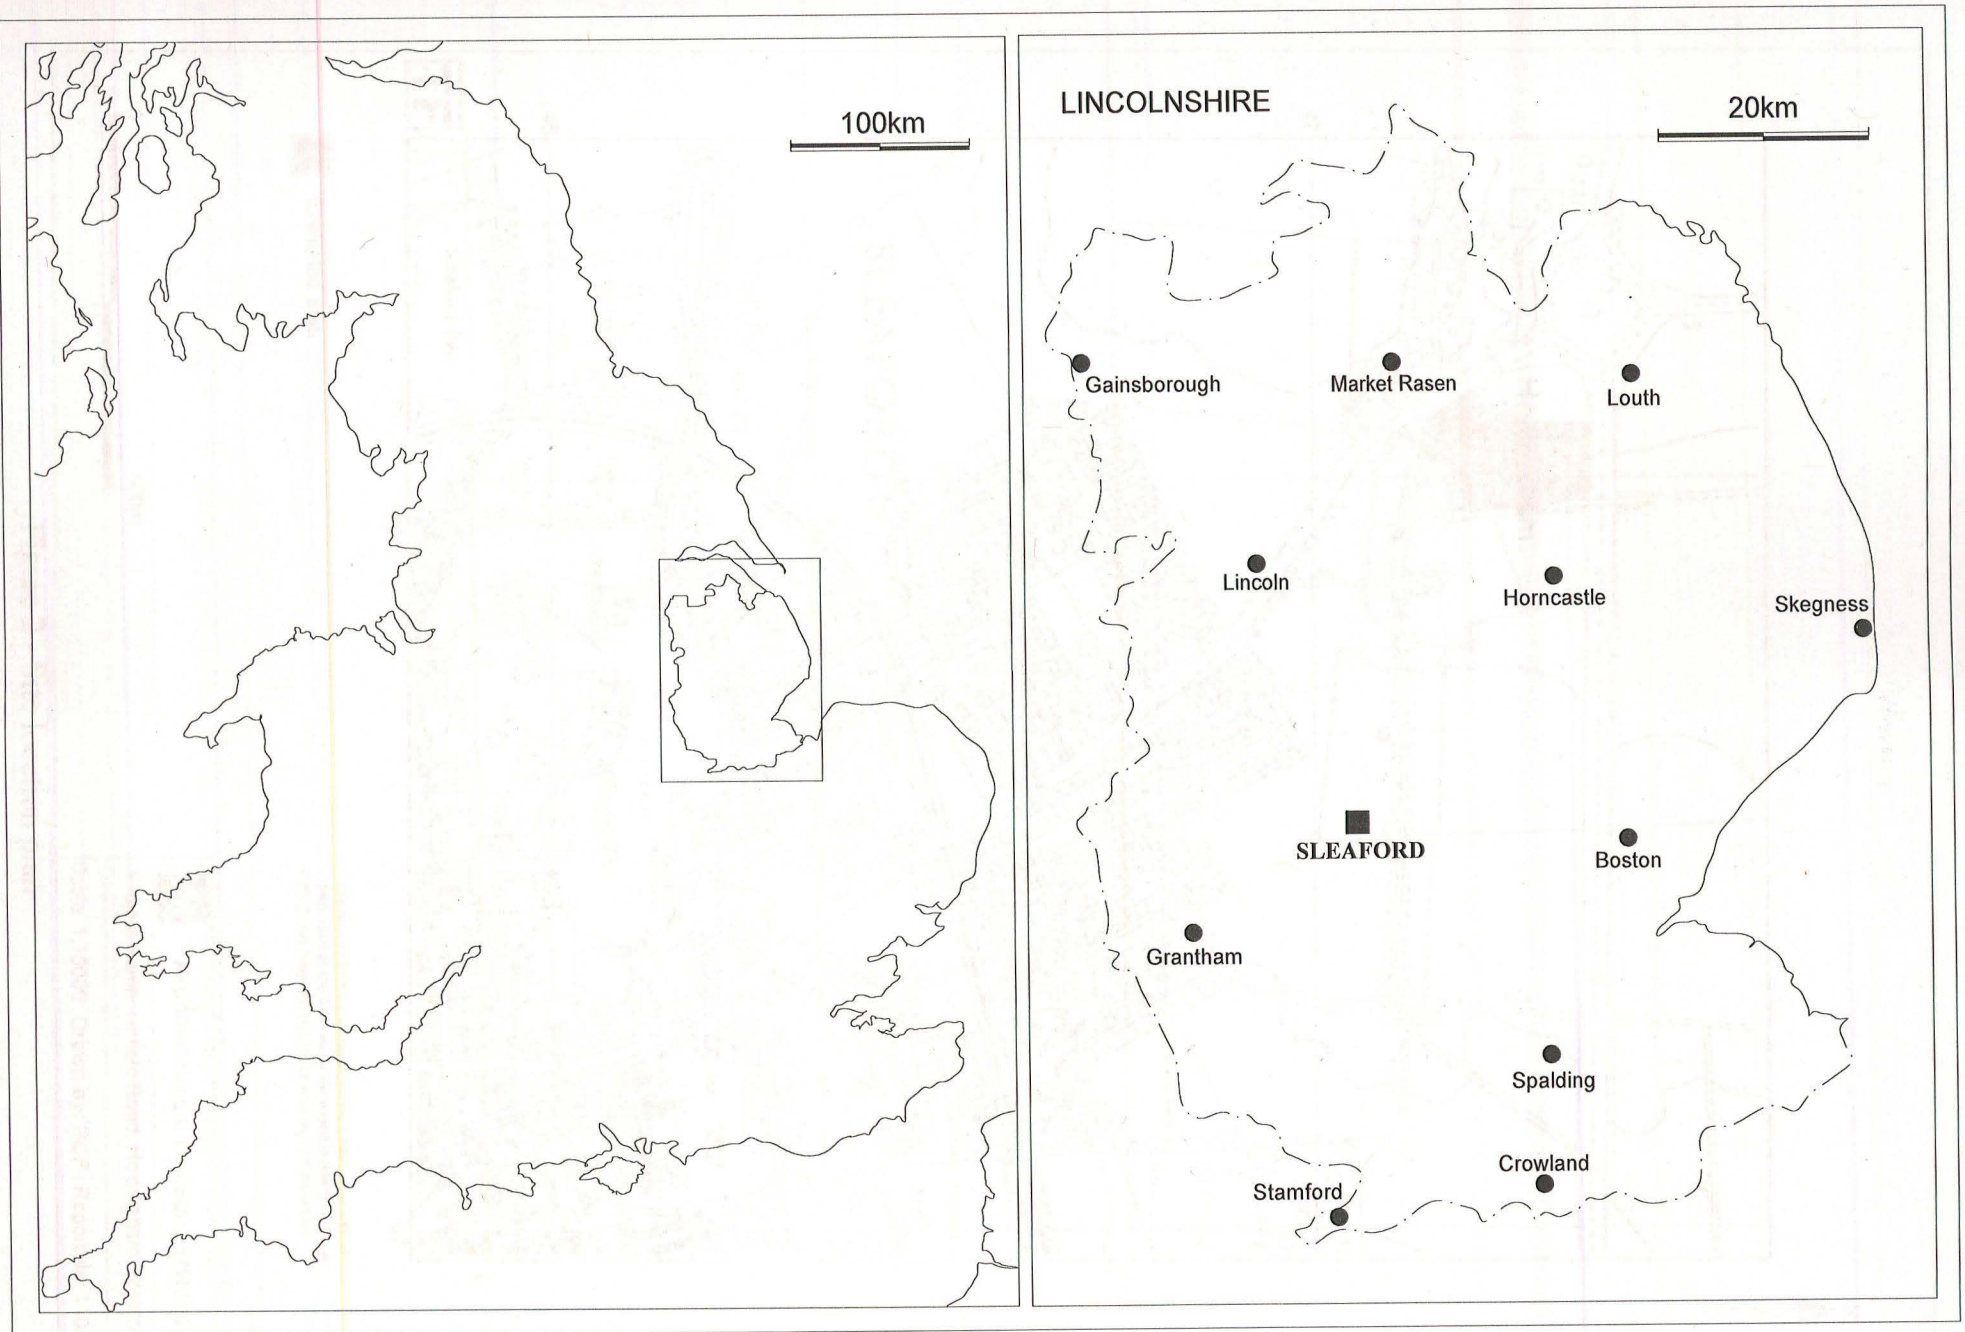 100km
LINCOLNSHIRE
20km
Gainsborough
Market Rasen
Louth
Lincoln
Horncastle
Skegness
SLEAFORD
Boston
Grantham
Spalding
Crowland
Stamford